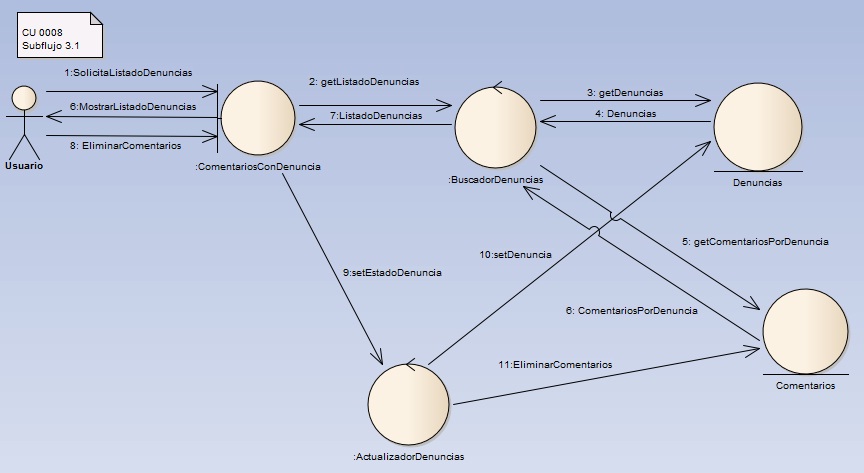 CU 0008
Subflujo 3.1
1:SolicitaListadoDenuncias
2: getListadoDenuncias
3: getDenuncias
6:MostrarListadoDenuncias
7:ListadoDenuncias
4: Denuncias
8: EliminarComentarios
Usuario
:ComentariosConDenuncia
:BuscadorDenuncias
Denuncias
5: getComentariosPorDenuncia
10:setDenuncia
9:setEstadoDenuncia
6: ComentariosPorDenuncia
11:EliminarComentarios
Comentarios
:ActualizadorDenuncias